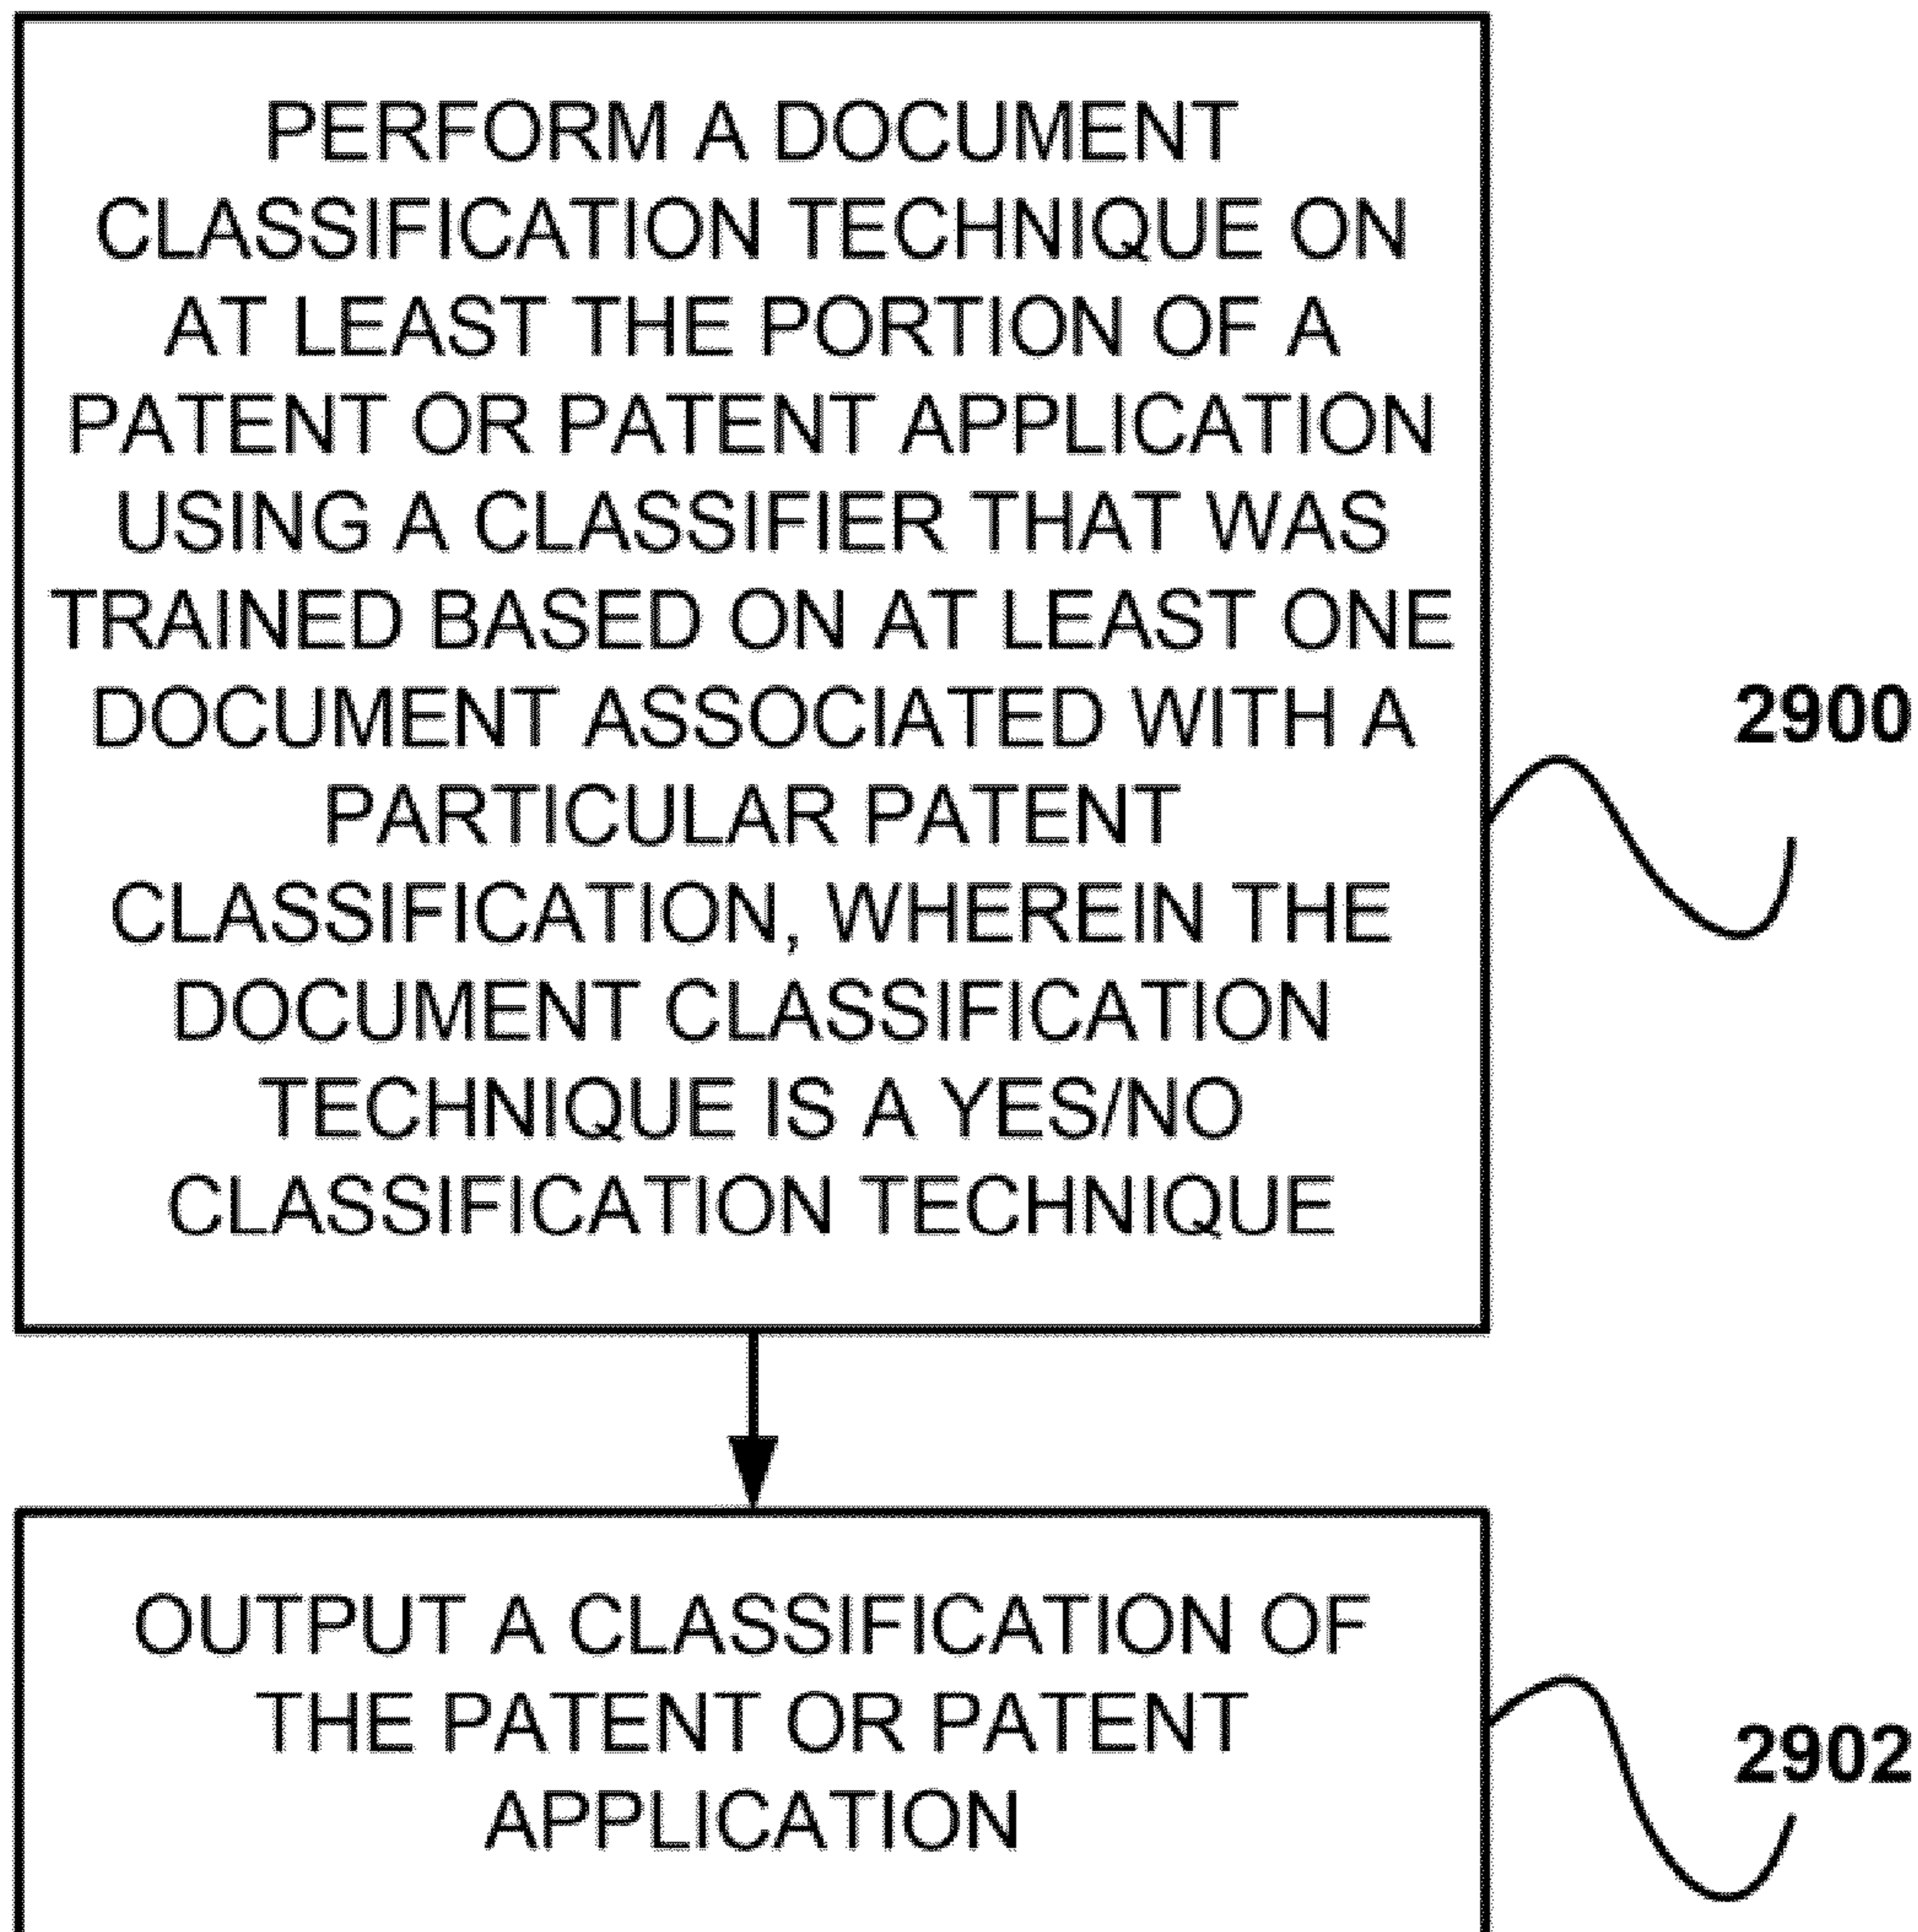 PERFORM A DOCUMENT
CLASSIFICATION TECHNIQUE ON
AT LEAST THE PORTION OF A
PATENT OR PATENT APPLICATION
USING A CLASSIFIER THAT WAS
TRAINED BASED ON AT LEAST ONE
DOCUMENT ASSOCIATED WITH A
PARTICULAR PATENT
CLASSIFICATION, WHEREIN THE
DOCUMENT CLASSIFICATION
TECHNIQUE IS A YES/NO
CLASSIFICATION TECHNIQUE
2900
OUTPUT A CLASSIFICATION OF
THE PATENT OR PATENT
APPLICATION
2902